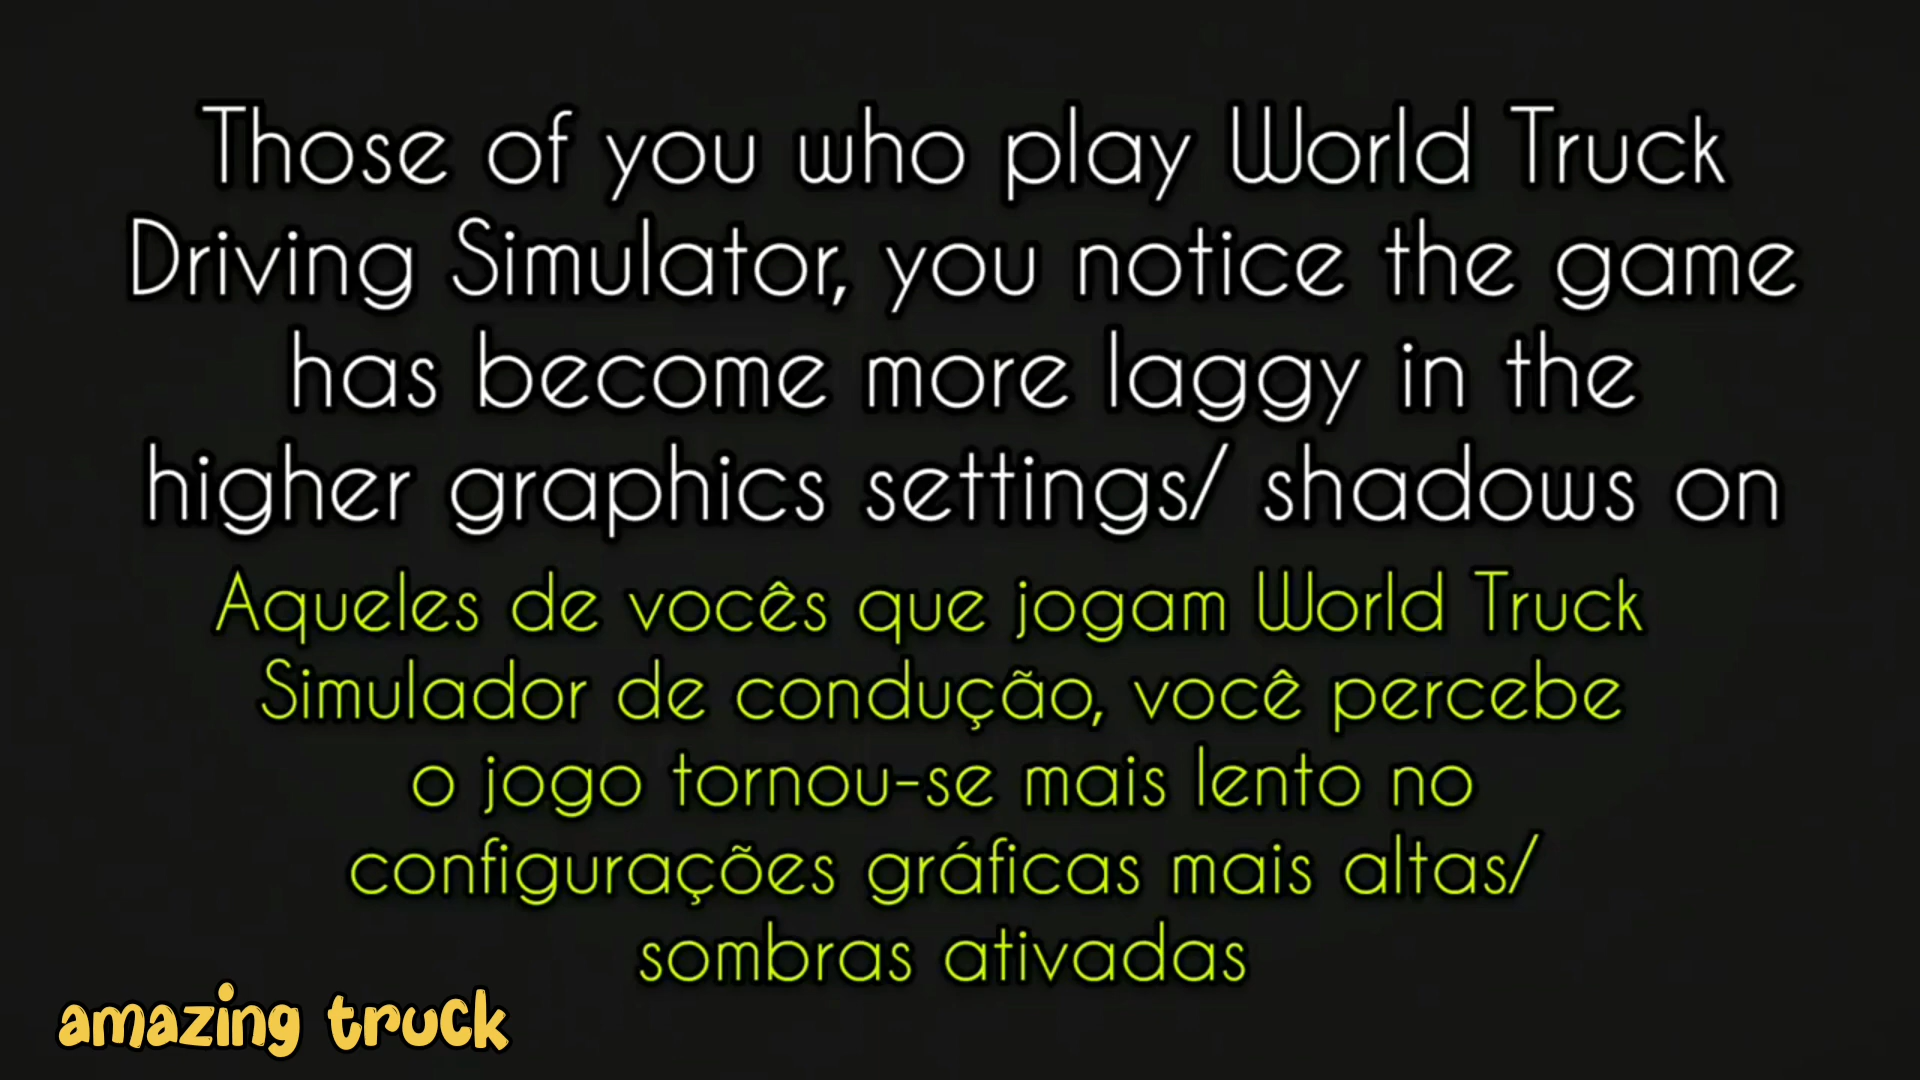 Those of you who play World Truck
Driving Simulator, you notice the game
has become more laggy in the
higher graphics settings/ shadows on
Aqueles de vocês que jogam World Truck
Simulador de condução, você percebe
o jogo tornou-se mais lento no
configurações gráficas mais altas/
sombras ativadas
amazing truck